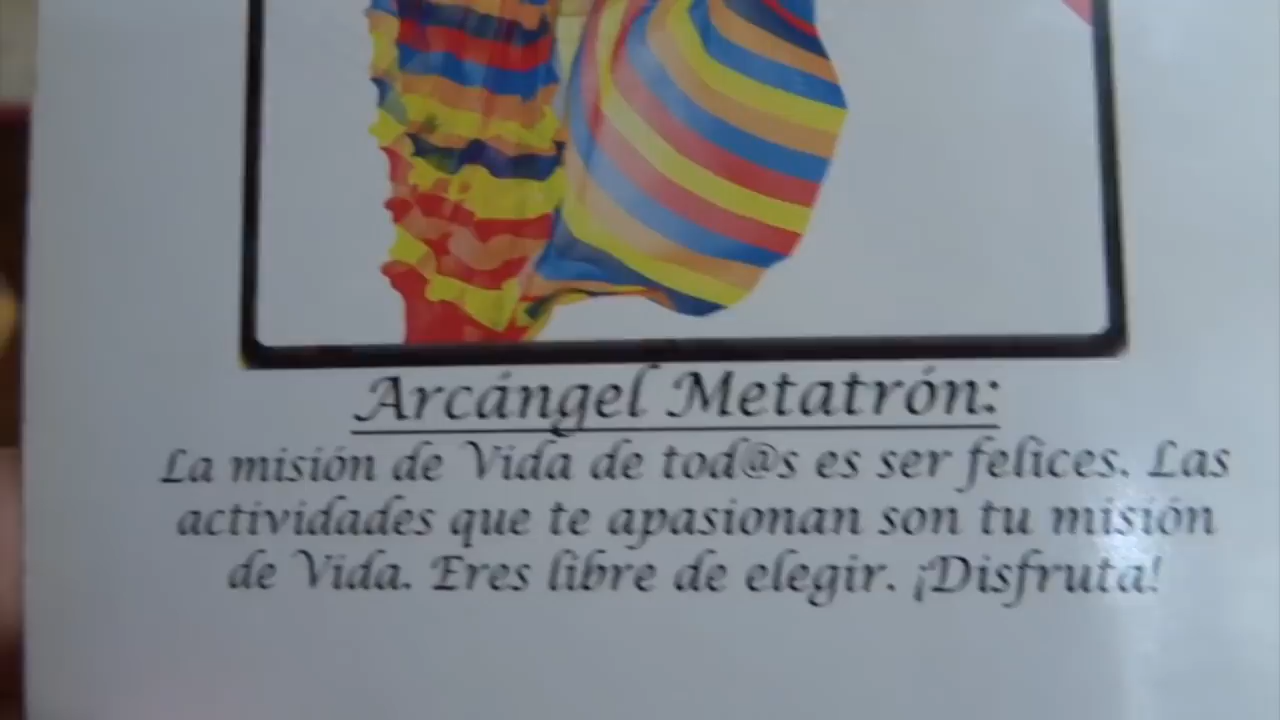 Arcángel Metatrón:
La misión de Vida de tod@s es ser felices. Las
actividades que te apasionan son tu misión
de Vida. Eres libre de elegir. ¡Disfruta!